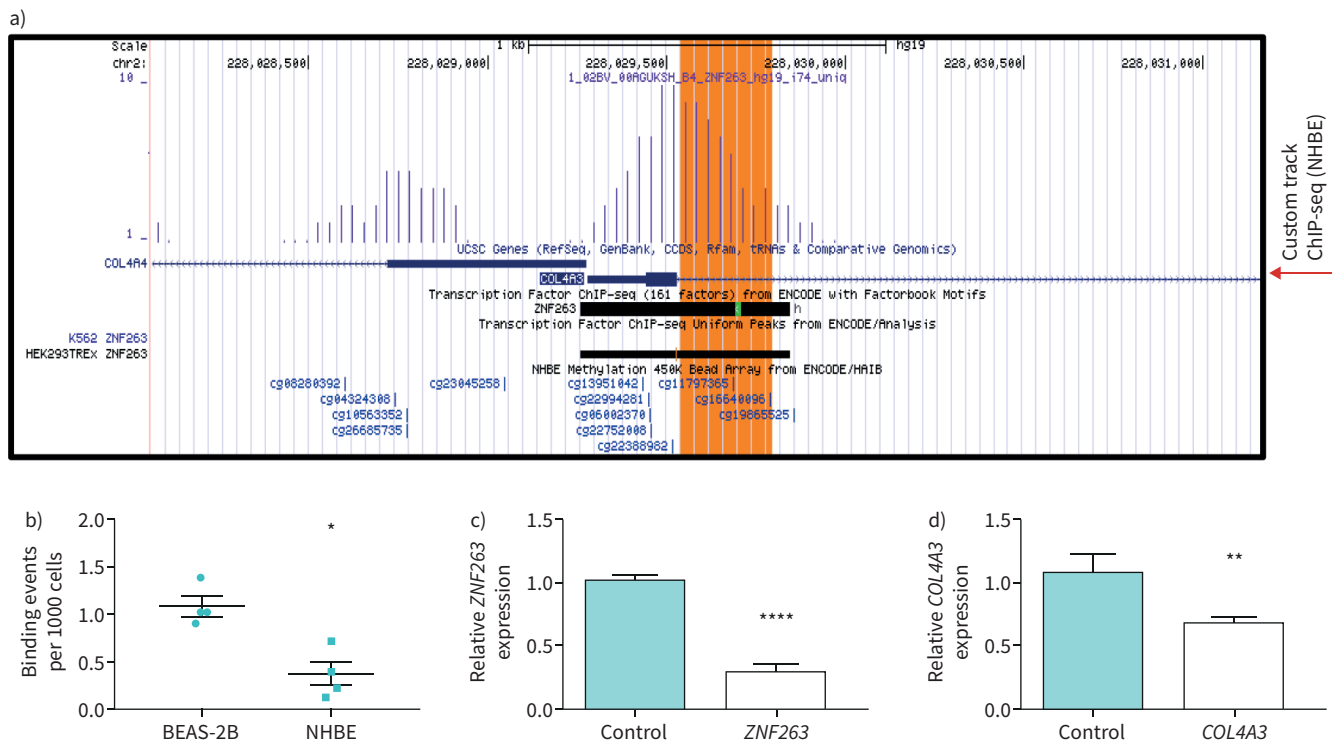 a)
Scale 1 kb hg19
chr2: 228,028,500 228,029,000 228,029,500 228,030,000 228,030,500 228,031,000
10 _ 1_02BV_00AGUKSH_B4_ZNF263_hg19_i74_uniq
1 _
UCSC Genes (RefSeq, GenBank, CCDS, Rfam, tRNAs & Comparative Genomics)
COL4A4
COL4A3
Transcription Factor ChIP-seq (161 factors) from ENCODE with Factorbook Motifs
ZNF263 h
Transcription Factor ChIP-seq Uniform Peaks from ENCODE/Analysis
K562 ZNF263
HEK293TREx ZNF263
NHBE Methylation 450K Bead Array from ENCODE/HAIB
cg08280392 cg23045258 cg13951042 cg11797365
cg04324308 cg22994281 cg16640096
cg10563352 cg06002370 cg19865525
cg26685735 cg22752008
cg22388982
Custom track
ChIP-seq (NHBE)
b)
Binding events
per 1000 cells
2.0
1.5
1.0
0.5
0.0
*
BEAS-2B NHBE
c)
Relative ZNF263
expression
1.5
1.0
0.5
0.0
****
Control ZNF263
d)
Relative COL4A3
expression
1.5
1.0
0.5
0.0
**
Control COL4A3